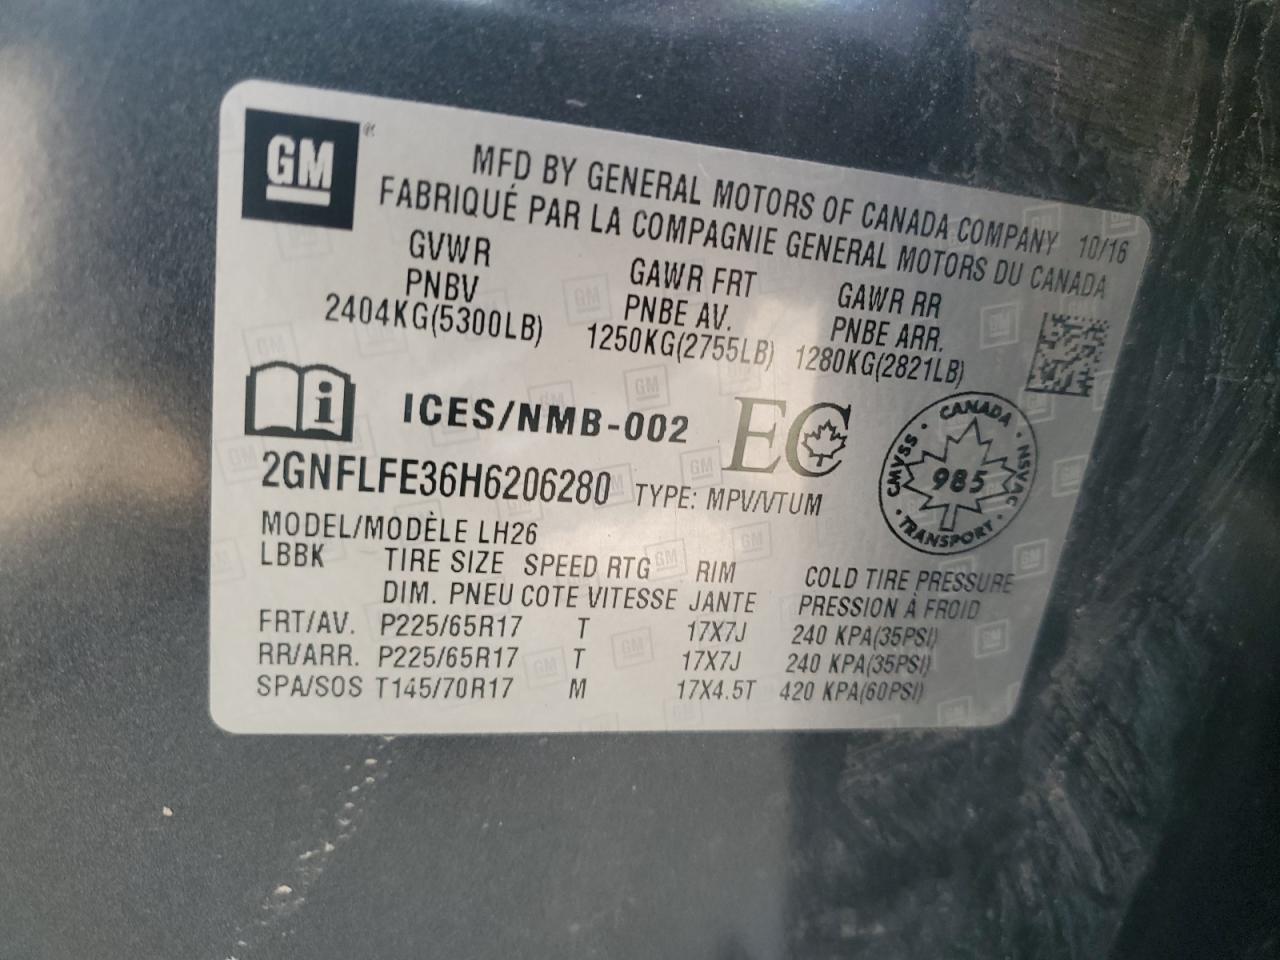 GM ®
MFD BY GENERAL MOTORS OF CANADA COMPANY 10/16
FABRIQUÉ PAR LA COMPAGNIE GENERAL MOTORS DU CANADA
GVWR GAWR FRT GAWR RR
PNBV PNBE AV. PNBE ARR.
2404KG(5300LB) 1250KG(2755LB) 1280KG(2821LB)
i ICES/NMB-002 EC
CANADA · NSVAC · TRANSPORT · CMVSS ·
985
2GNFLFE36H6206280 TYPE: MPV/VTUM
MODEL/MODÈLE LH26
LBBK TIRE SIZE SPEED RTG RIM COLD TIRE PRESSURE
DIM. PNEU COTE VITESSE JANTE PRESSION À FROID
FRT/AV. P225/65R17 T 17X7J 240 KPA(35PSI)
RR/ARR. P225/65R17 T 17X7J 240 KPA(35PSI)
SPA/SOS T145/70R17 M 17X4.5T 420 KPA(60PSI)